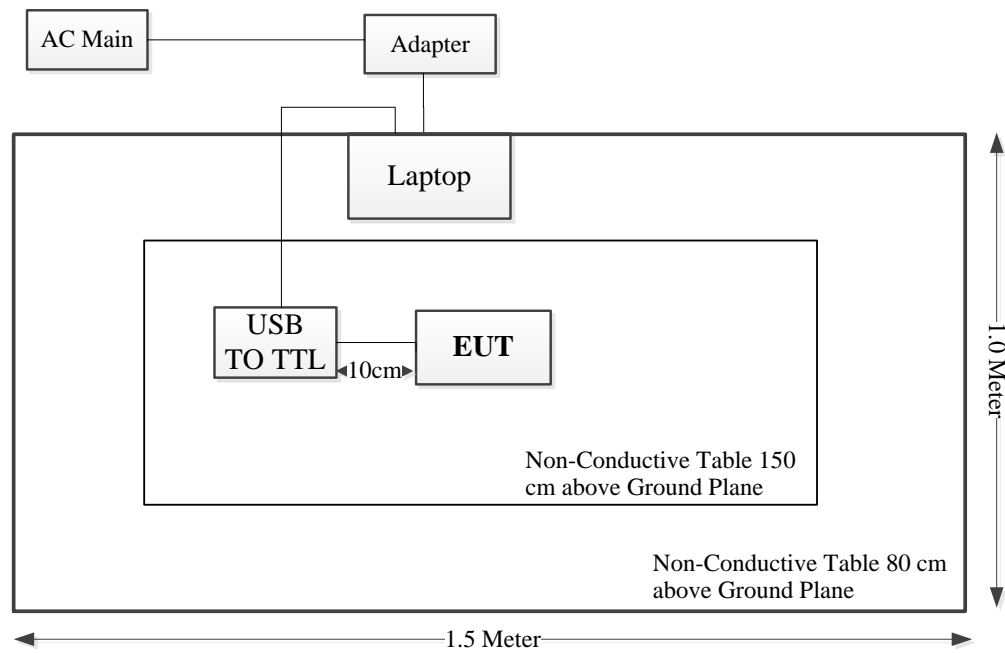 AC Main
Adapter
Laptop
USB
TO TTL
EUT
10cm
Non-Conductive Table 150
cm above Ground Plane
Non-Conductive Table 80 cm
above Ground Plane
1.0 Meter
1.5 Meter